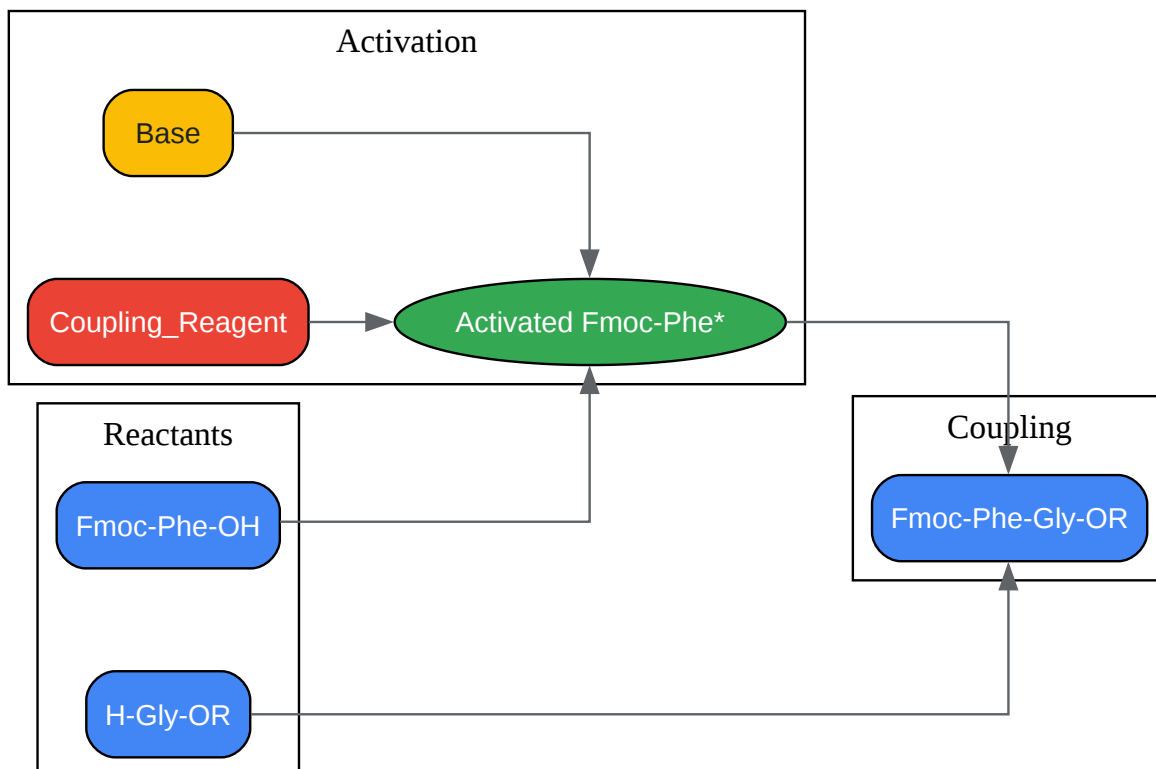 Activation
Base
Coupling_Reagent
Activated Fmoc-Phe*
Reactants
Fmoc-Phe-OH
H-Gly-OR
Coupling
Fmoc-Phe-Gly-OR